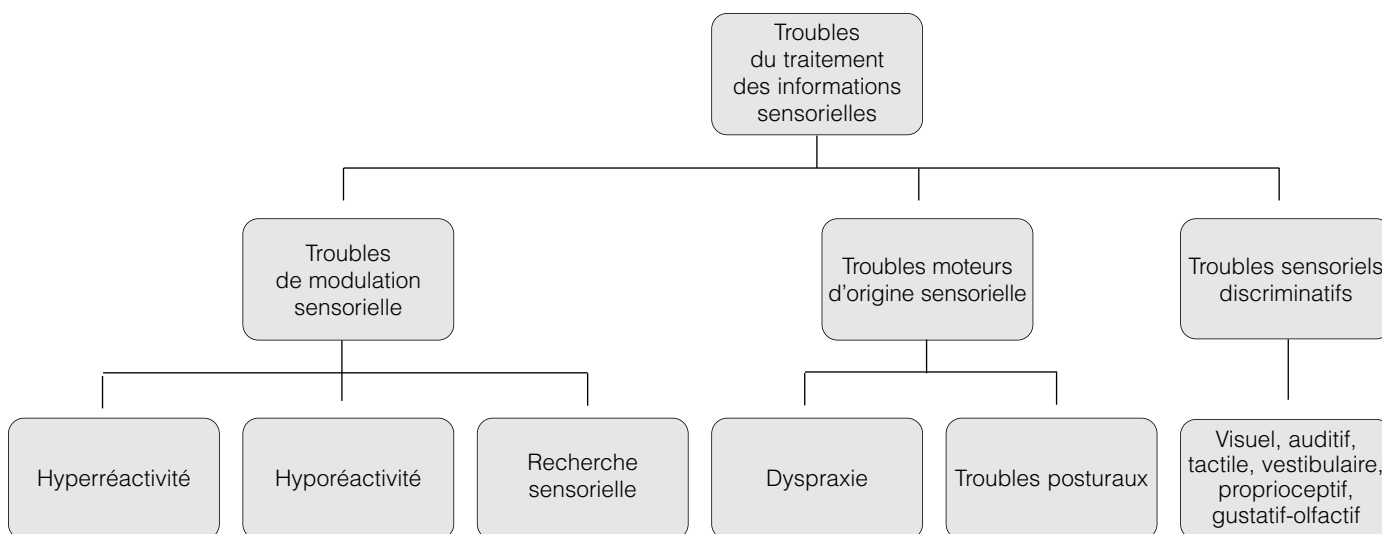 Troubles
du traitement
des informations
sensorielles
Troubles
de modulation
sensorielle
Troubles moteurs
d’origine sensorielle
Troubles sensoriels
discriminatifs
Hyperréactivité
Hyporéactivité
Recherche
sensorielle
Dyspraxie
Troubles posturaux
Visuel, auditif,
tactile, vestibulaire,
proprioceptif,
gustatif-olfactif